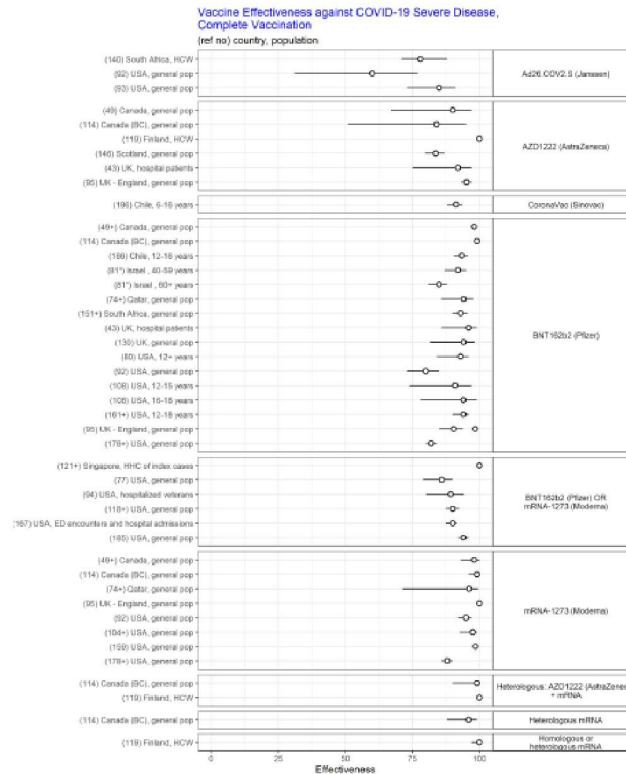 Vaccine Effectiveness against COVID-19 Severe Disease,
Complete Vaccination
(ref no) country, population
(140) South Africa, HCW
(92) USA, general pop
(93) USA, general pop
Ad26.COV2.S (Janssen)
(49) Canada, general pop
(114) Canada (BC), general pop
(119) Finland, HCW
(146) Scotland, general pop
(43) UK, hospital patients
(95) UK - England, general pop
AZD1222 (AstraZeneca)
(186) Chile, 6-16 years
CoronaVac (Sinovac)
(49+) Canada, general pop
(114) Canada (BC), general pop
(186) Chile, 12-16 years
(81*) Israel , 40-59 years
(81*) Israel , 60+ years
(74+) Qatar, general pop
(151+) South Africa, general pop
(43) UK, hospital patients
(130) UK, general pop
(80) USA, 12+ years
(92) USA, general pop
(108) USA, 12-15 years
(108) USA, 16-18 years
(161+) USA, 12-18 years
(95) UK - England, general pop
(178+) USA, general pop
BNT162b2 (Pfizer)
(121+) Singapore, HHC of index cases
(77) USA, general pop
(94) USA, hospitalized veterans
(118+) USA, general pop
(167) USA, ED encounters and hospital admissions
(185) USA, general pop
BNT162b2 (Pfizer) OR
mRNA-1273 (Moderna)
(49+) Canada, general pop
(114) Canada (BC), general pop
(74+) Qatar, general pop
(95) UK - England, general pop
(92) USA, general pop
(104+) USA, general pop
(159) USA, general pop
(178+) USA, general pop
mRNA-1273 (Moderna)
(114) Canada (BC), general pop
(119) Finland, HCW
Heterologous: AZD1222 (AstraZenec
+ mRNA
(114) Canada (BC), general pop
Heterologous mRNA
(119) Finland, HCW
Homologous or
heterologous mRNA
0 25 50 75 100
Effectiveness